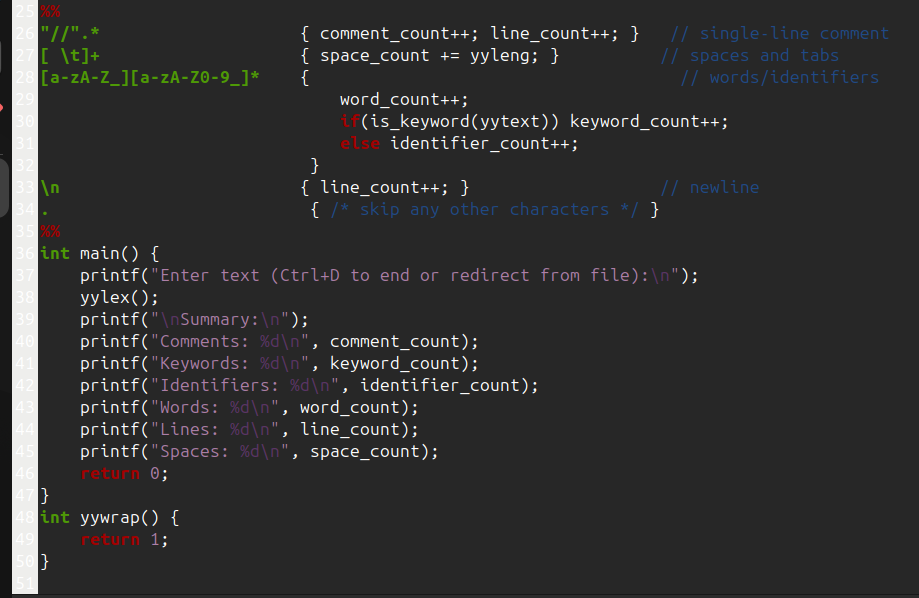 25 %%
26 "//".*                    { comment_count++; line_count++; }   // single-line comment
27 [ \t]+                    { space_count += yyleng; }          // spaces and tabs
28 [a-zA-Z_][a-zA-Z0-9_]*    {                                     // words/identifiers
29                               word_count++;
30                               if(is_keyword(yytext)) keyword_count++;
31                               else identifier_count++;
32                            }
33 \n                        { line_count++; }                   // newline
34 .                          { /* skip any other characters */ }
35 %%
36 int main() {
37     printf("Enter text (Ctrl+D to end or redirect from file):\n");
38     yylex();
39     printf("\nSummary:\n");
40     printf("Comments: %d\n", comment_count);
41     printf("Keywords: %d\n", keyword_count);
42     printf("Identifiers: %d\n", identifier_count);
43     printf("Words: %d\n", word_count);
44     printf("Lines: %d\n", line_count);
45     printf("Spaces: %d\n", space_count);
46     return 0;
47 }
48 int yywrap() {
49     return 1;
50 }
51